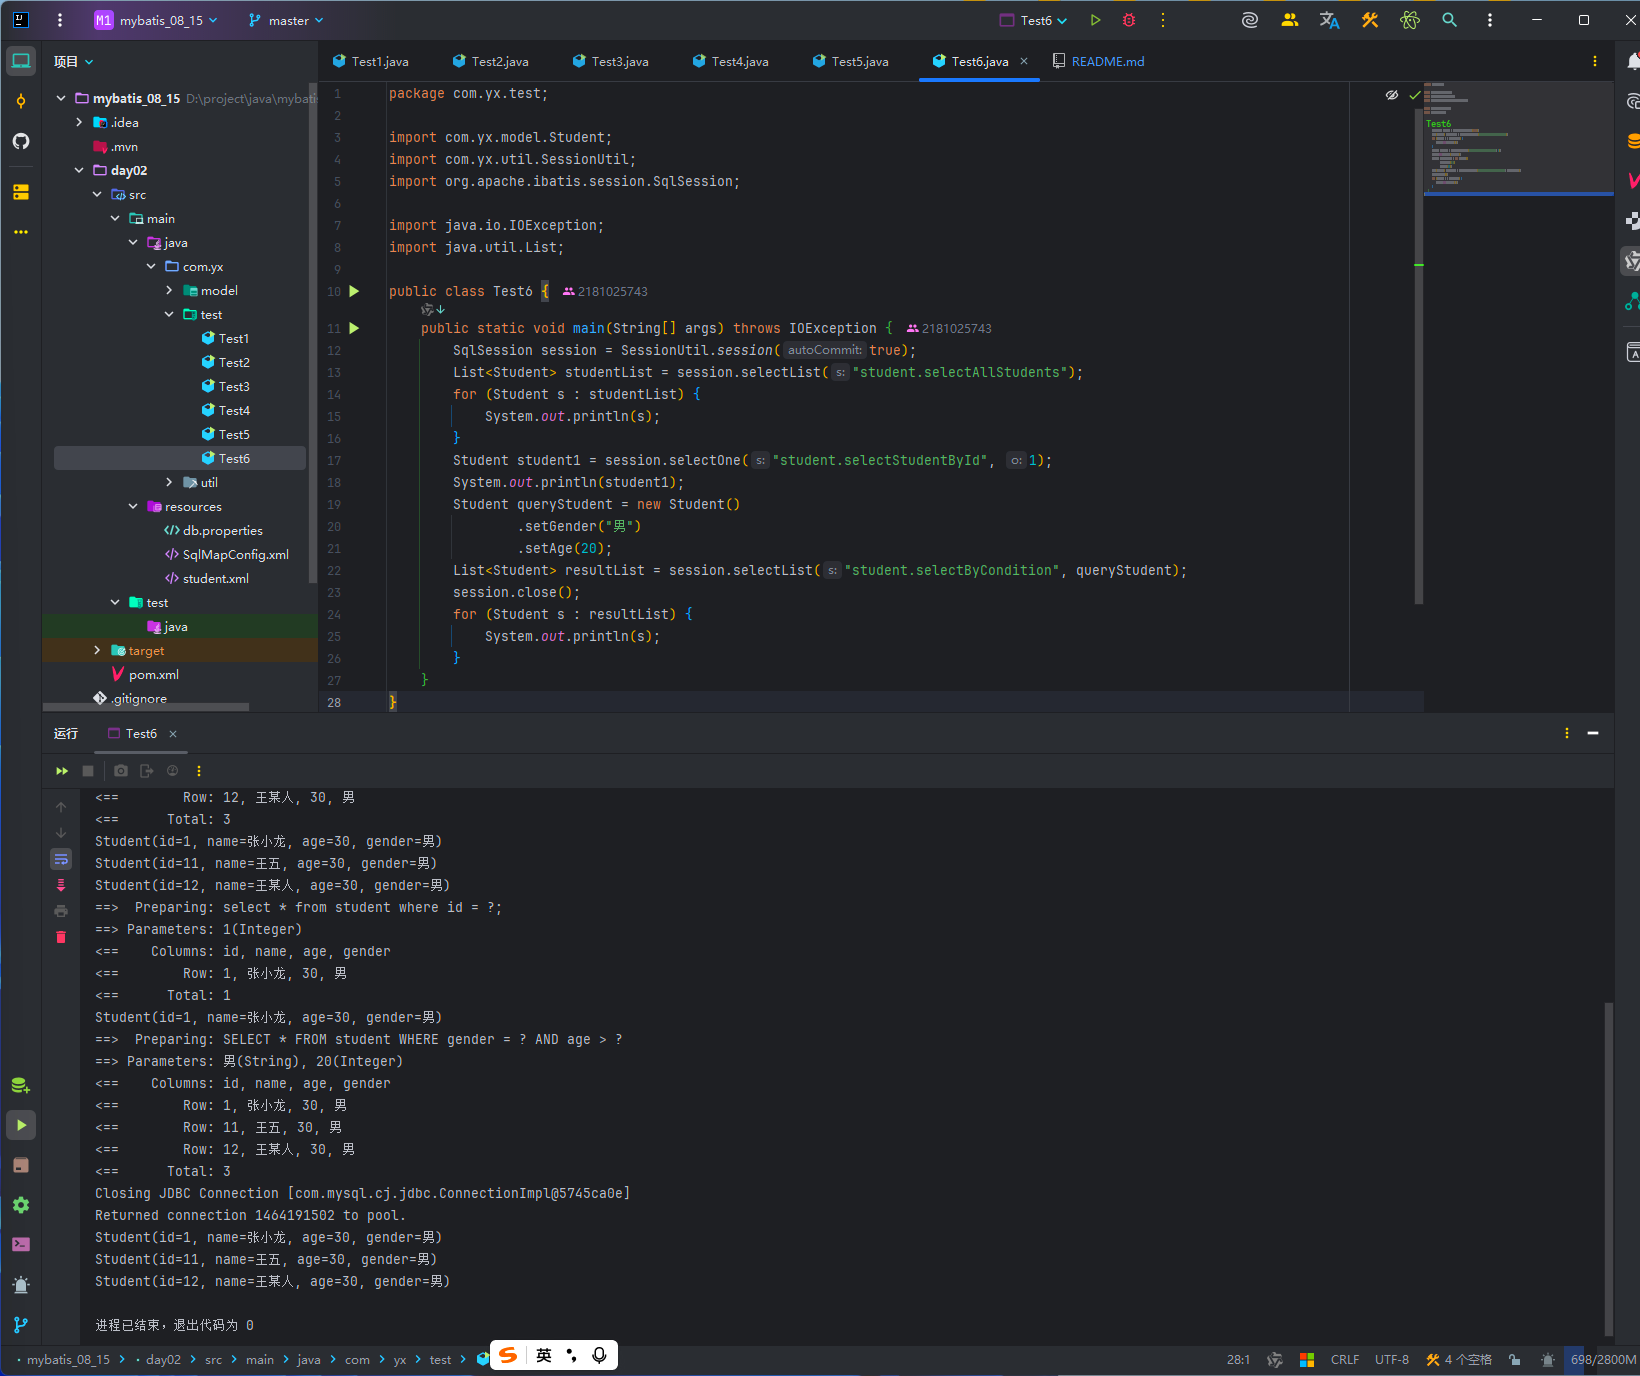 M1 mybatis_08_15 master Test6
项目
mybatis_08_15 D:\project\java\mybatis
.idea
.mvn
day02
src
main
java
com.yx
model
test
Test1
Test2
Test3
Test4
Test5
Test6
util
resources
db.properties
SqlMapConfig.xml
student.xml
test
java
target
pom.xml
.gitignore
Test1.java Test2.java Test3.java Test4.java Test5.java Test6.java README.md
1 package com.yx.test;
2
3 import com.yx.model.Student;
4 import com.yx.util.SessionUtil;
5 import org.apache.ibatis.session.SqlSession;
6
7 import java.io.IOException;
8 import java.util.List;
9
10 public class Test6 { 2181025743
11 public static void main(String[] args) throws IOException { 2181025743
12 SqlSession session = SessionUtil.session( autoCommit: true);
13 List<Student> studentList = session.selectList( s: "student.selectAllStudents");
14 for (Student s : studentList) {
15 System.out.println(s);
16 }
17 Student student1 = session.selectOne( s: "student.selectStudentById", o: 1);
18 System.out.println(student1);
19 Student queryStudent = new Student()
20 .setGender("男")
21 .setAge(20);
22 List<Student> resultList = session.selectList( s: "student.selectByCondition", queryStudent);
23 session.close();
24 for (Student s : resultList) {
25 System.out.println(s);
26 }
27 }
28 }
Test6
运行 Test6
<== Row: 12, 王某人, 30, 男
<== Total: 3
Student(id=1, name=张小龙, age=30, gender=男)
Student(id=11, name=王五, age=30, gender=男)
Student(id=12, name=王某人, age=30, gender=男)
==> Preparing: select * from student where id = ?;
==> Parameters: 1(Integer)
<== Columns: id, name, age, gender
<== Row: 1, 张小龙, 30, 男
<== Total: 1
Student(id=1, name=张小龙, age=30, gender=男)
==> Preparing: SELECT * FROM student WHERE gender = ? AND age > ?
==> Parameters: 男(String), 20(Integer)
<== Columns: id, name, age, gender
<== Row: 1, 张小龙, 30, 男
<== Row: 11, 王五, 30, 男
<== Row: 12, 王某人, 30, 男
<== Total: 3
Closing JDBC Connection [com.mysql.cj.jdbc.ConnectionImpl@5745ca0e]
Returned connection 1464191502 to pool.
Student(id=1, name=张小龙, age=30, gender=男)
Student(id=11, name=王五, age=30, gender=男)
Student(id=12, name=王某人, age=30, gender=男)
进程已结束，退出代码为 0
mybatis_08_15 day02 src main java com yx test 英 28:1 CRLF UTF-8 4 个空格 698/2800M